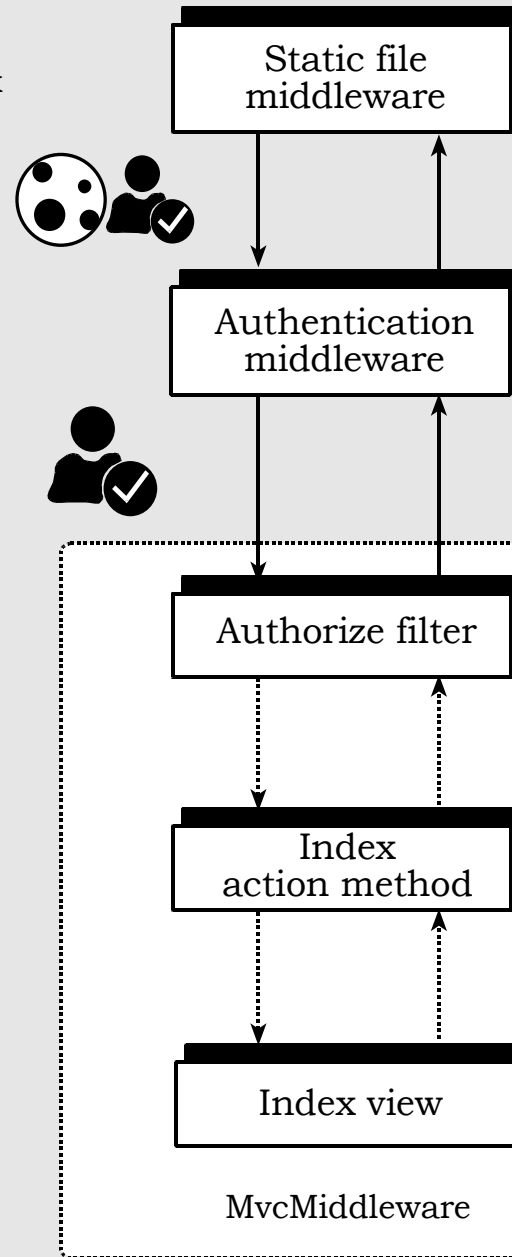 Static file
middleware
Authentication
middleware
Authorize filter
Index
action method
Index view
MvcMiddleware